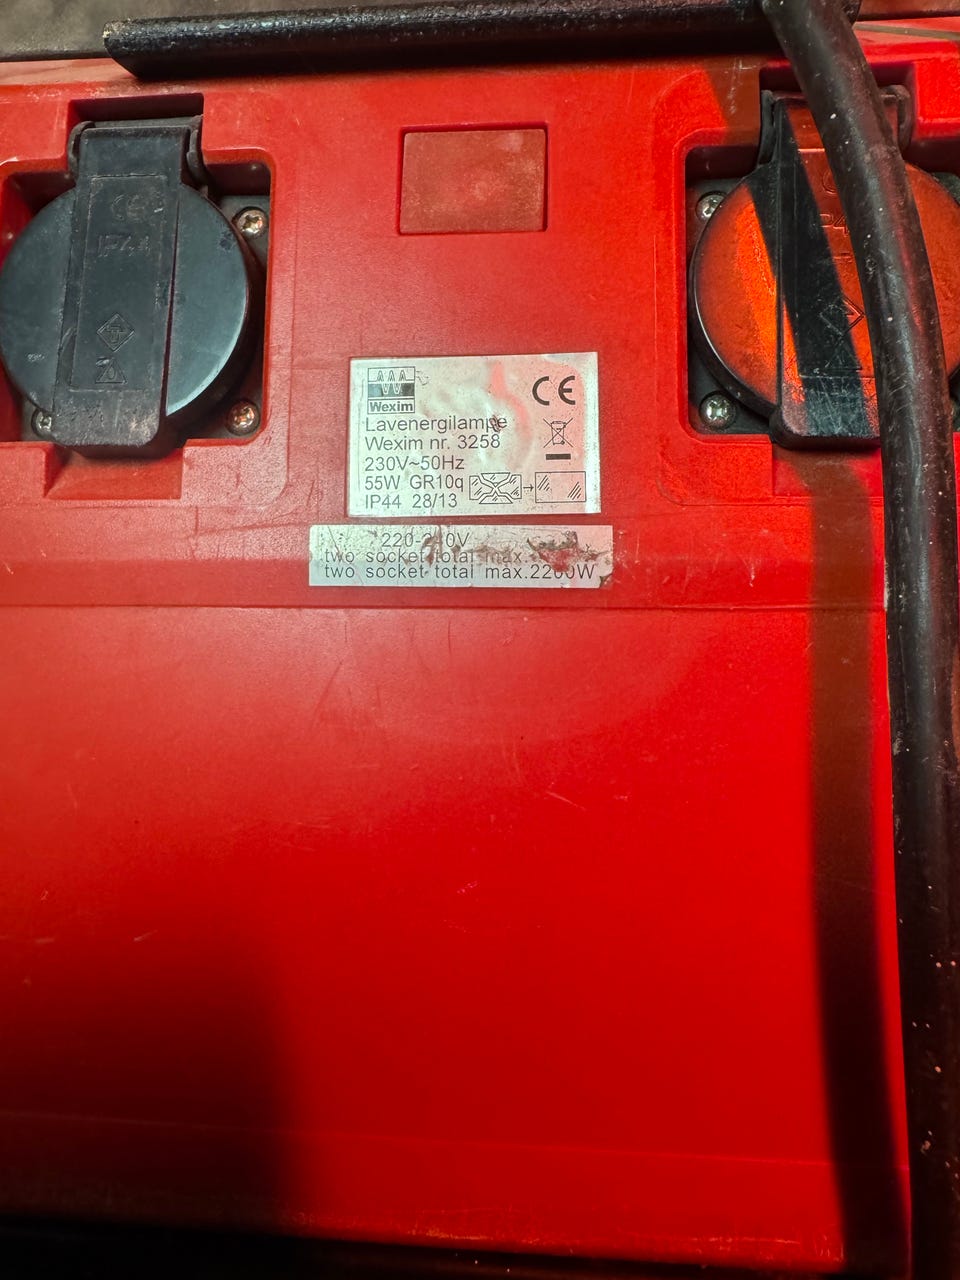 IP44
Wexim
CE
Lavenergilampe
Wexim nr. 3258
230V~50Hz
55W GR10q
IP44 28/13
two socket total max.
two socket total max.2200W